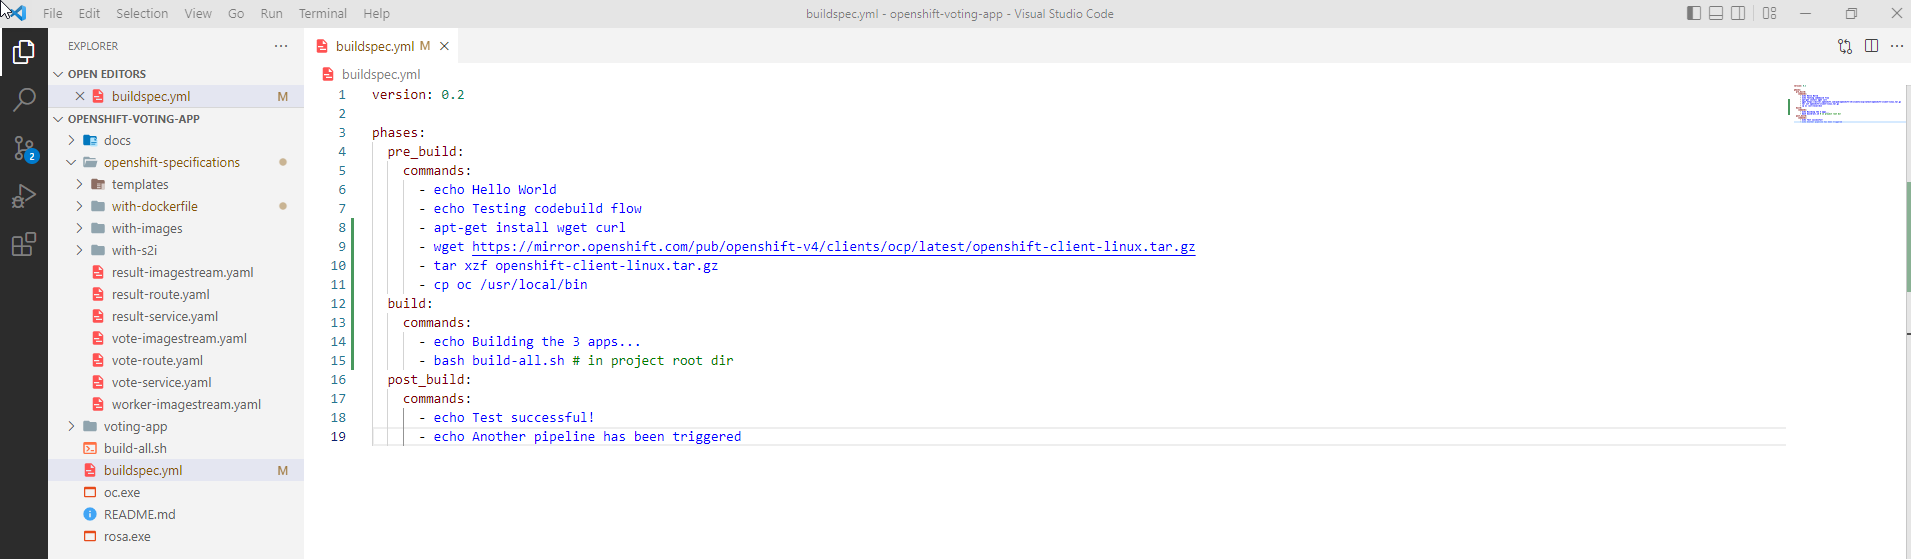 File Edit Selection View Go Run Terminal Help
buildspec.yml - openshift-voting-app - Visual Studio Code
EXPLORER
OPEN EDITORS
buildspec.yml M
OPENSHIFT-VOTING-APP
docs
openshift-specifications
templates
with-dockerfile
with-images
with-s2i
result-imagestream.yaml
result-route.yaml
result-service.yaml
vote-imagestream.yaml
vote-route.yaml
vote-service.yaml
worker-imagestream.yaml
voting-app
build-all.sh
buildspec.yml M
oc.exe
README.md
rosa.exe
2
buildspec.yml M
buildspec.yml
1 version: 0.2
2
3 phases:
4 pre_build:
5 commands:
6 - echo Hello World
7 - echo Testing codebuild flow
8 - apt-get install wget curl
9 - wget https://mirror.openshift.com/pub/openshift-v4/clients/ocp/latest/openshift-client-linux.tar.gz
10 - tar xzf openshift-client-linux.tar.gz
11 - cp oc /usr/local/bin
12 build:
13 commands:
14 - echo Building the 3 apps...
15 - bash build-all.sh # in project root dir
16 post_build:
17 commands:
18 - echo Test successful!
19 - echo Another pipeline has been triggered